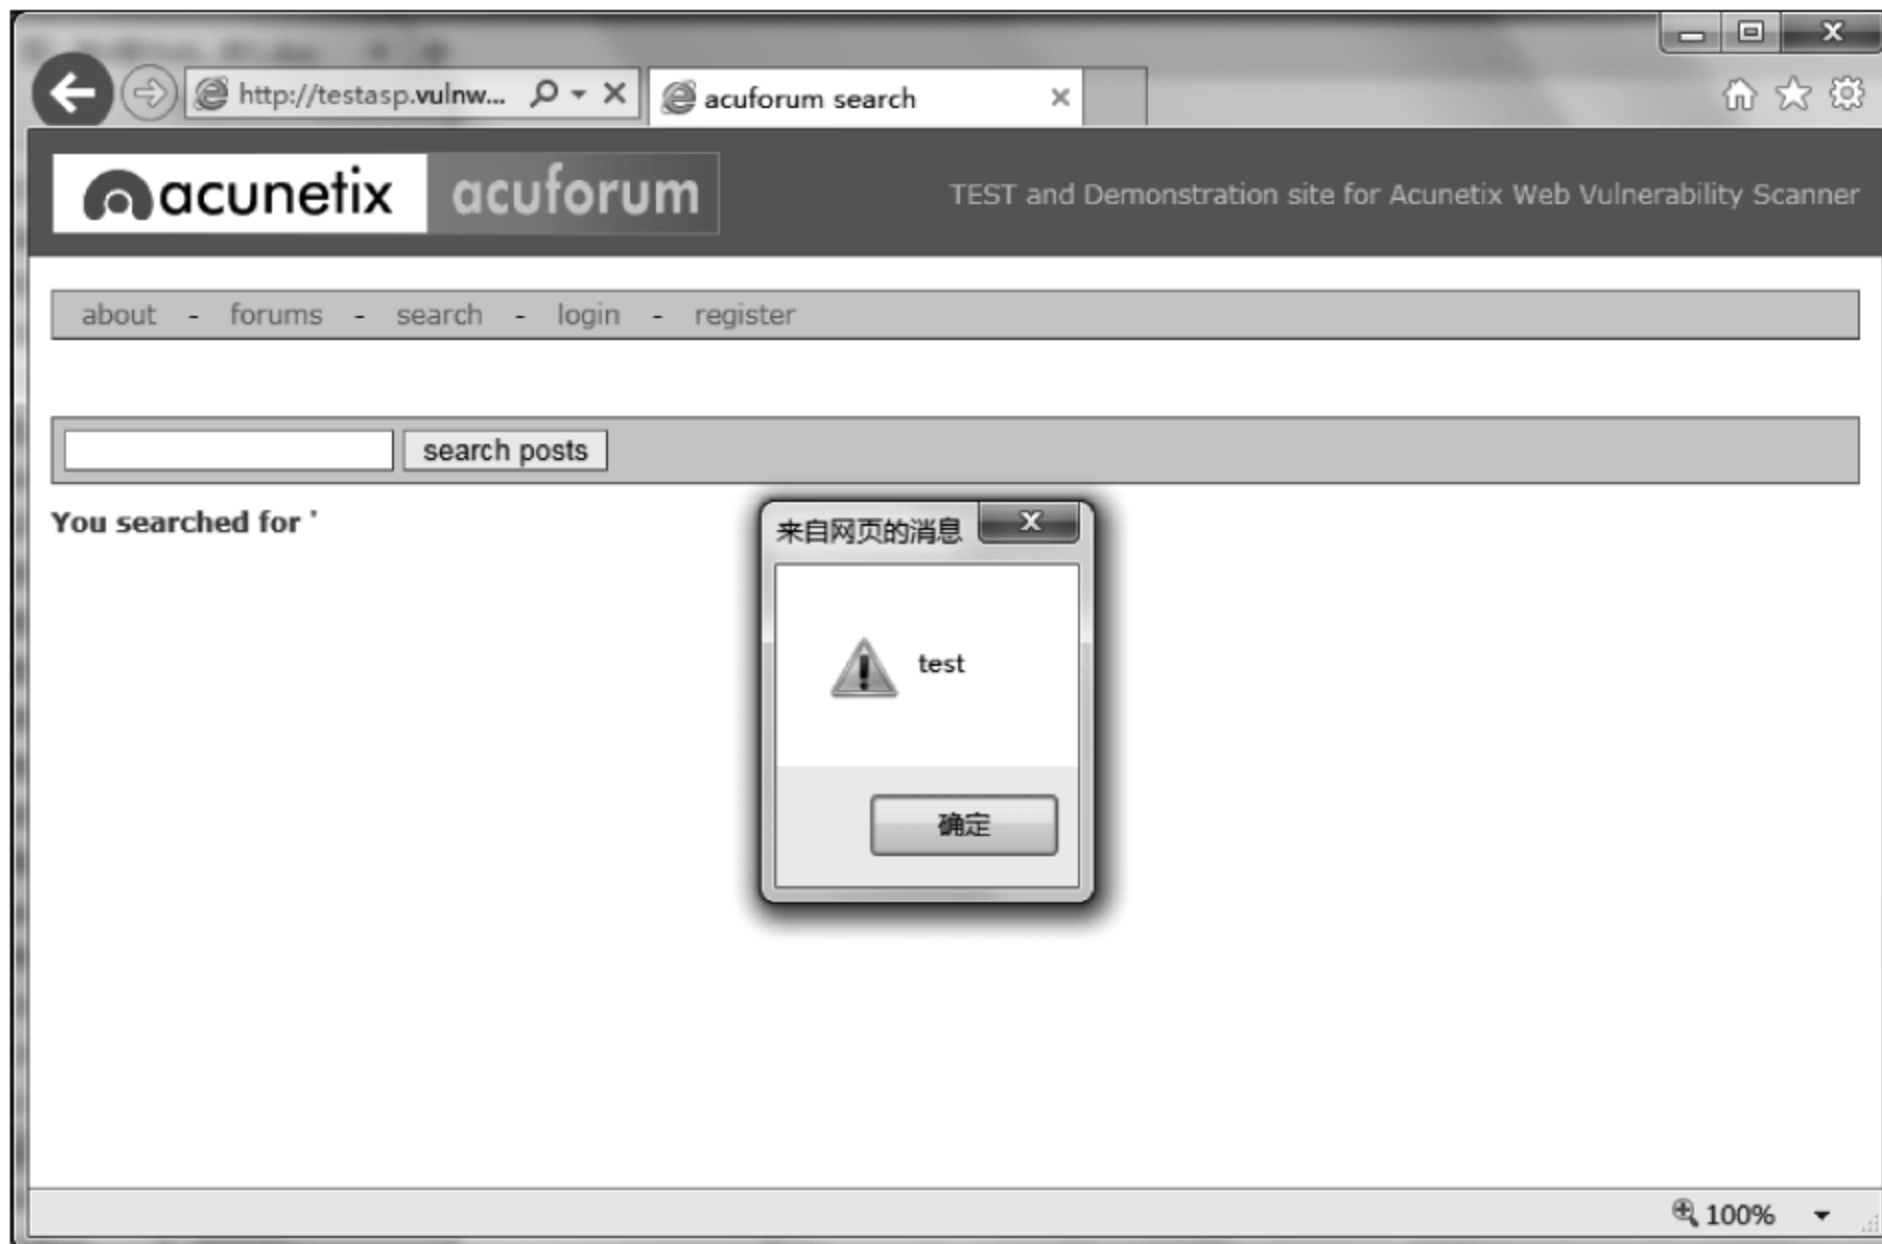 http://testasp.vulnw...
acuforum search
acunetix acuforum
TEST and Demonstration site for Acunetix Web Vulnerability Scanner
about - forums - search - login - register
search posts
You searched for '
来自网页的消息
test
确定
100%